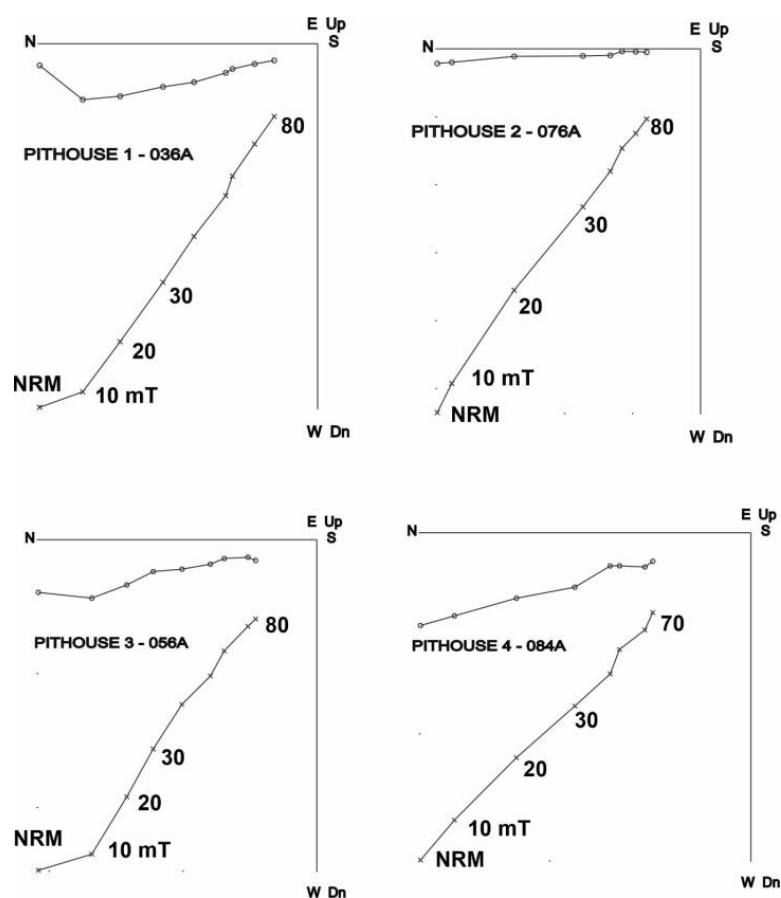 E Up
N S
PITHOUSE 1 - 036A
80
30
20
NRM
10 mT
W Dn
E Up
N S
PITHOUSE 2 - 076A
80
30
20
10 mT
NRM
W Dn
E Up
N S
PITHOUSE 3 - 056A
80
30
20
NRM
10 mT
W Dn
E Up
N S
PITHOUSE 4 - 084A
70
30
20
10 mT
NRM
W Dn